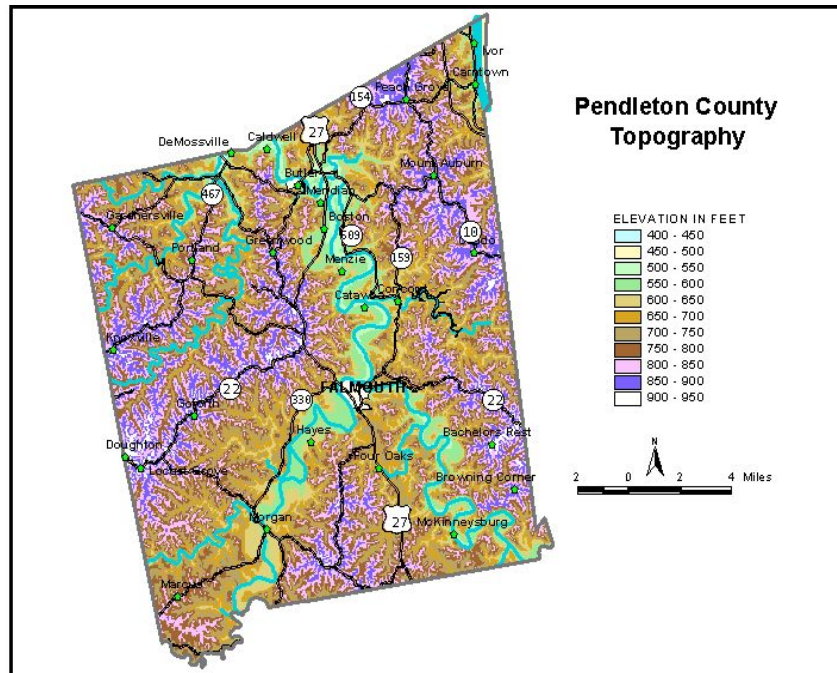 Pendleton County
Topography
ELEVATION IN FEET
400 - 450
450 - 500
500 - 550
550 - 600
600 - 650
650 - 700
700 - 750
750 - 800
800 - 850
850 - 900
900 - 950
N
2 0 2 4 Miles
Ivor
Carntown
Peach Grove
154
27
Caldwell
DeMossville
Mount Auburn
Butler
467
Meridian
Gardnersville
Boston
509
10
Greenwood
Portland
159
Menzie
Catawba
Concord
Knoxville
FALMOUTH
22
330
22
Goforth
Hayes
Bachelors Rest
Doughton
Locust Grove
Four Oaks
Browning Corner
Morgan
27
McKinneysburg
Marcus